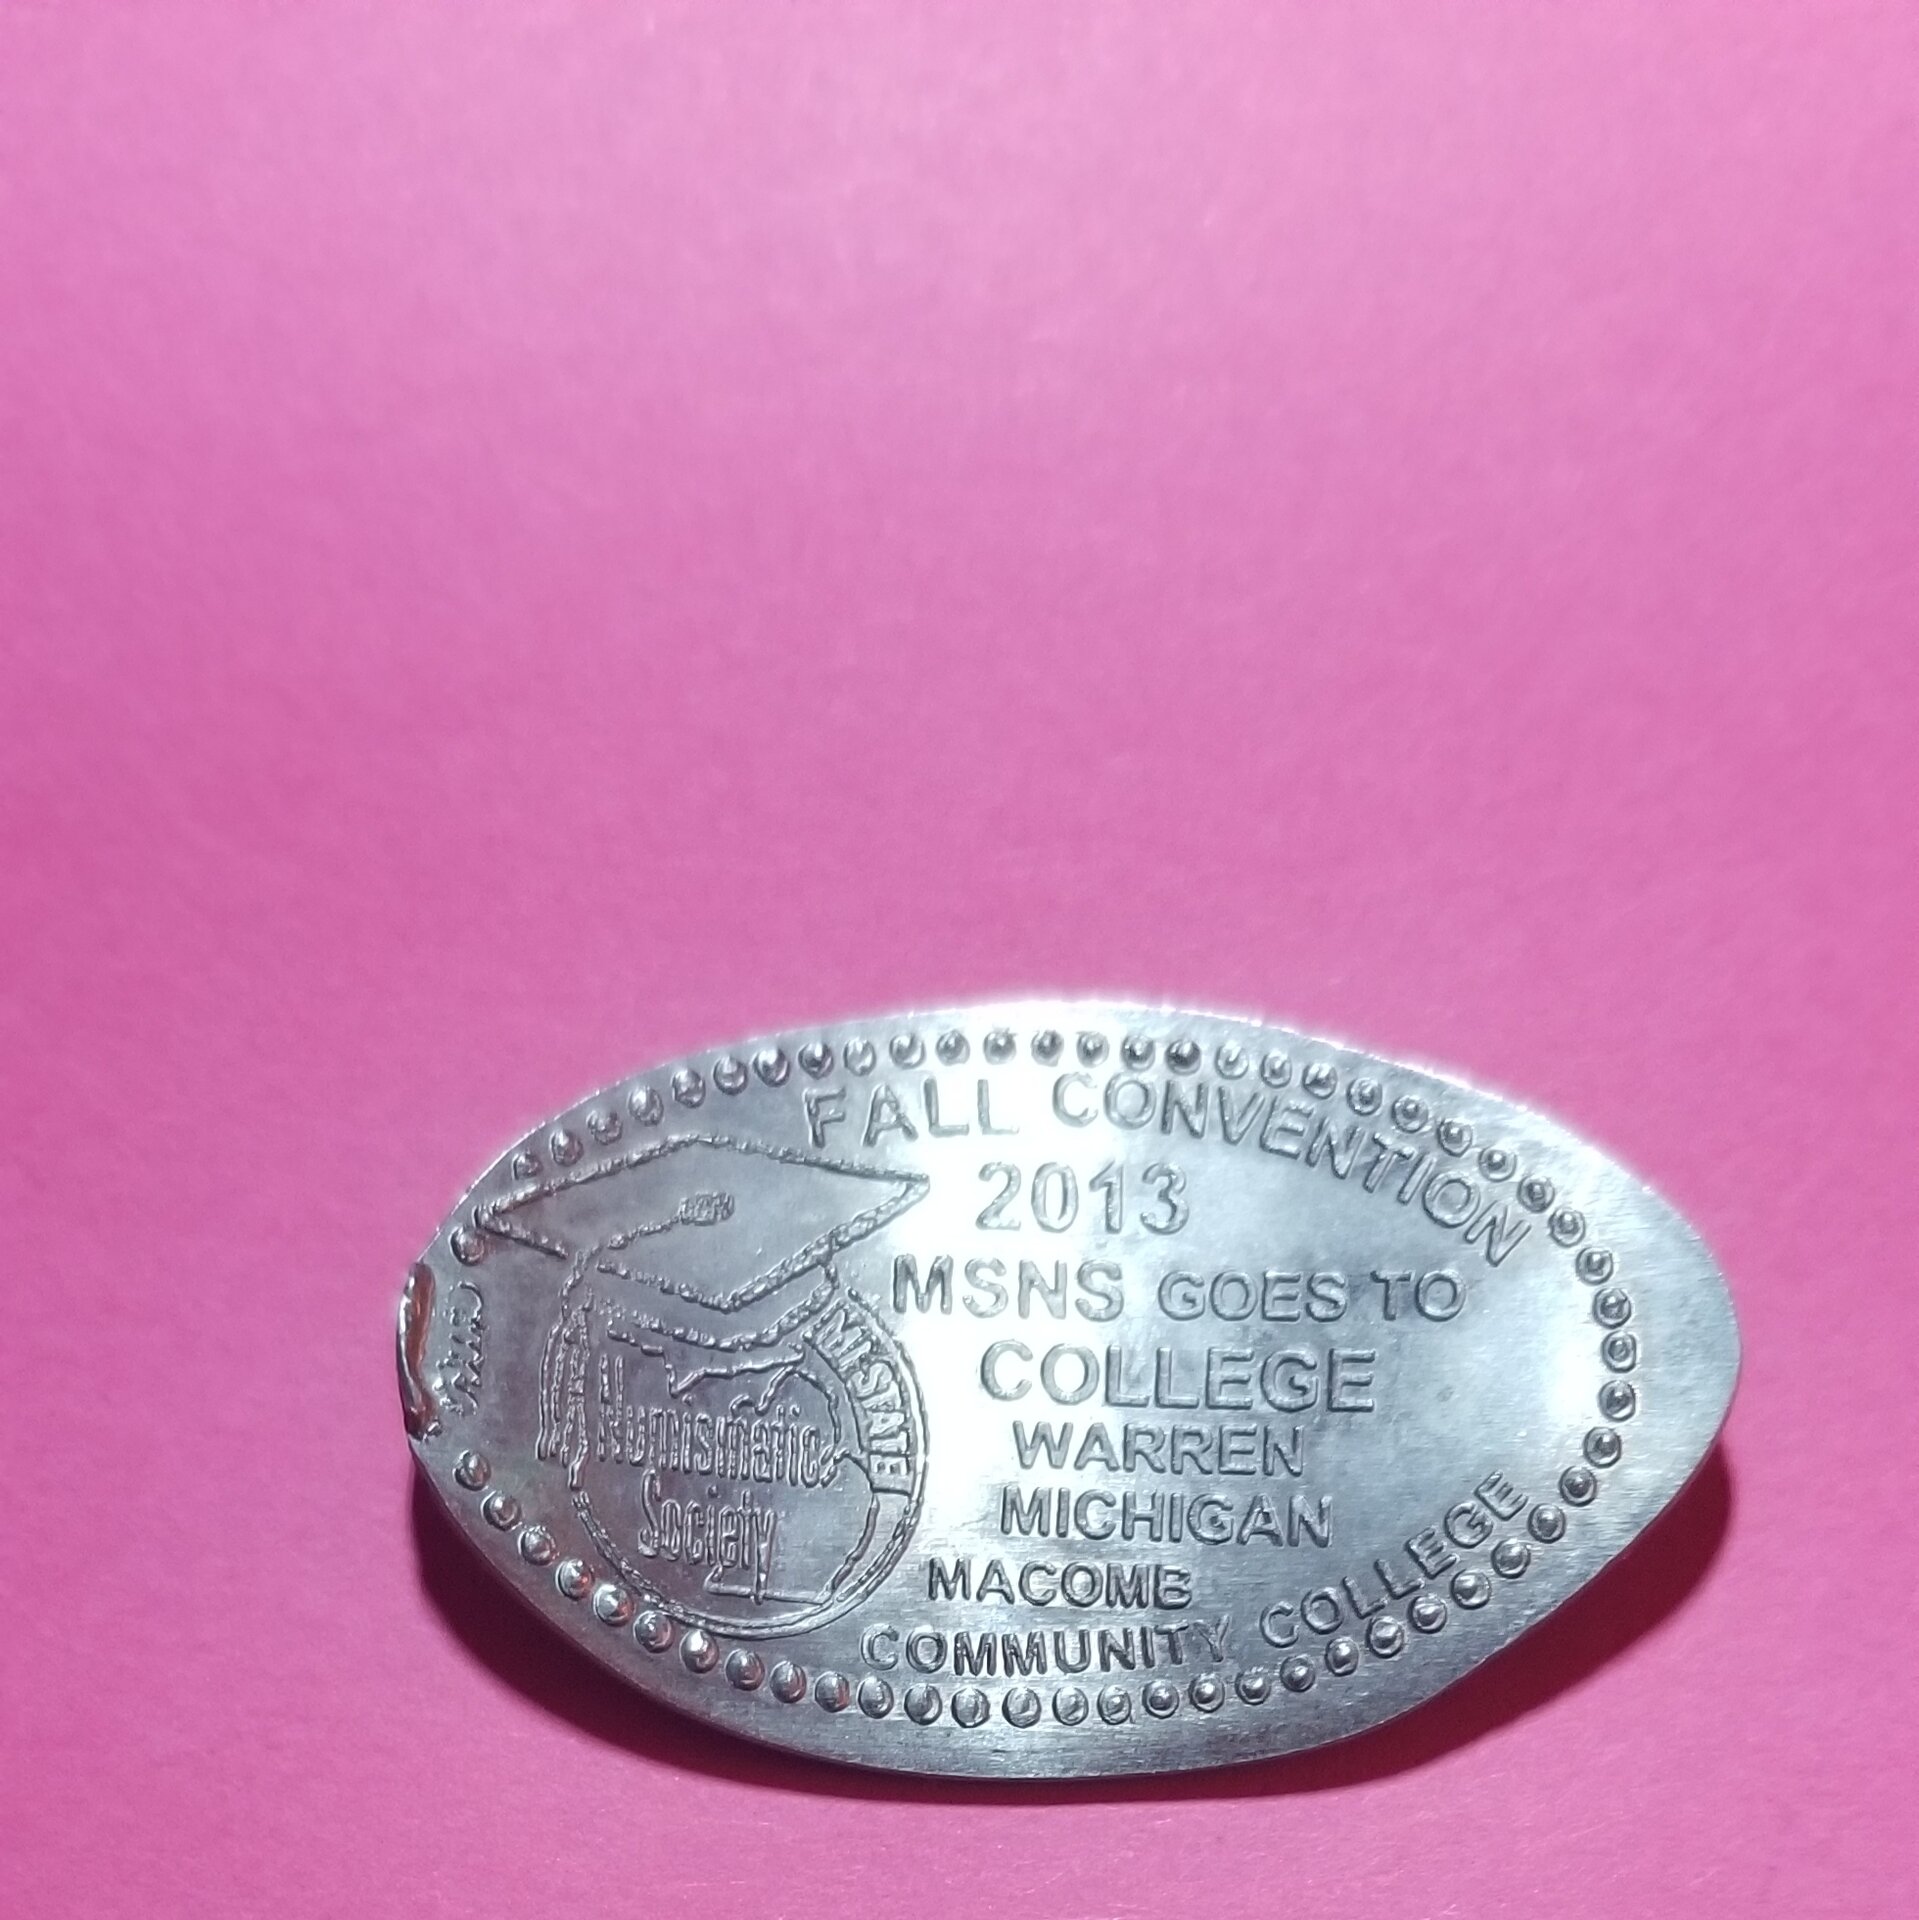 FALL CONVENTION
2013
MSNS GOES TO
COLLEGE
WARREN
MICHIGAN
MACOMB
COMMUNITY COLLEGE
MI. STATE
Numismatic
Society